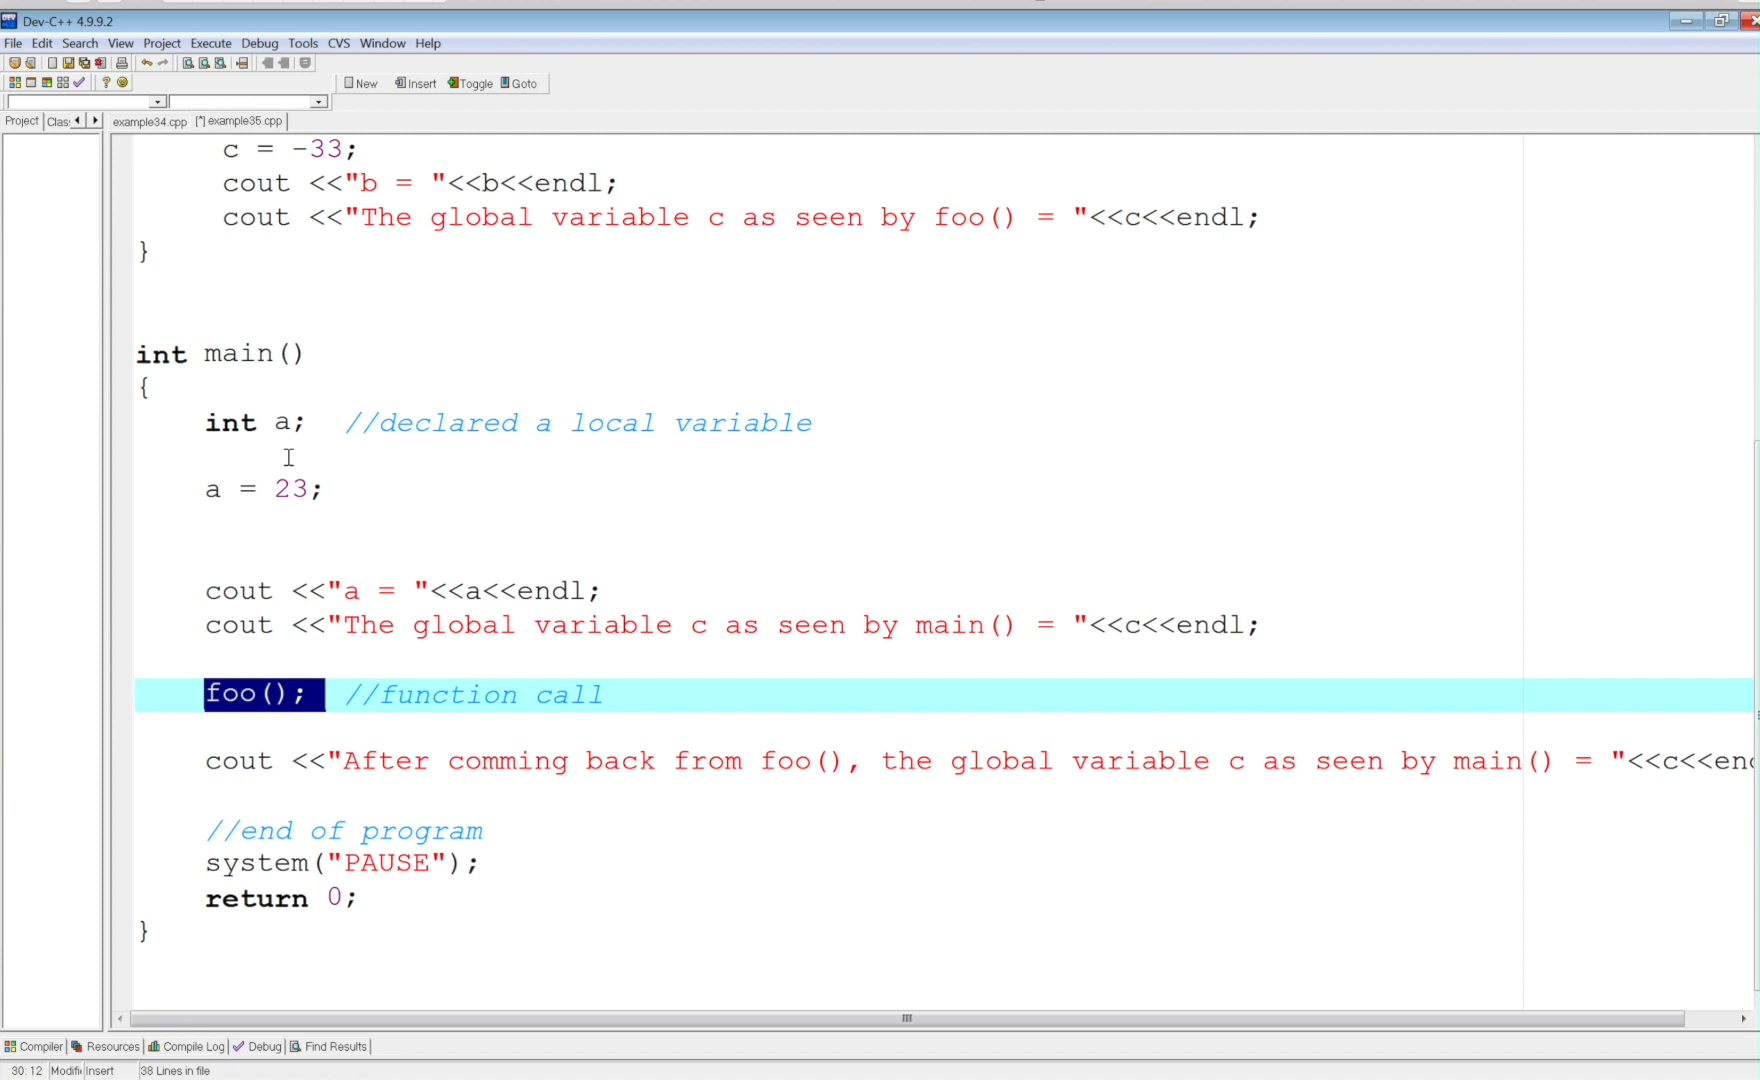 Dev-C++ 4.9.9.2
File Edit Search View Project Execute Debug Tools CVS Window Help
New Insert Toggle Goto
Project Clas example34.cpp [*] example35.cpp
c = -33;
cout <<"b = "<<b<<endl;
cout <<"The global variable c as seen by foo() = "<<c<<endl;
}
int main()
{
int a; //declared a local variable
a = 23;
cout <<"a = "<<a<<endl;
cout <<"The global variable c as seen by main() = "<<c<<endl;
foo(); //function call
cout <<"After comming back from foo(), the global variable c as seen by main() = "<<c<<en
//end of program
system("PAUSE");
return 0;
}
Compiler Resources Compile Log Debug Find Results
30: 12 Modifi Insert 38 Lines in file